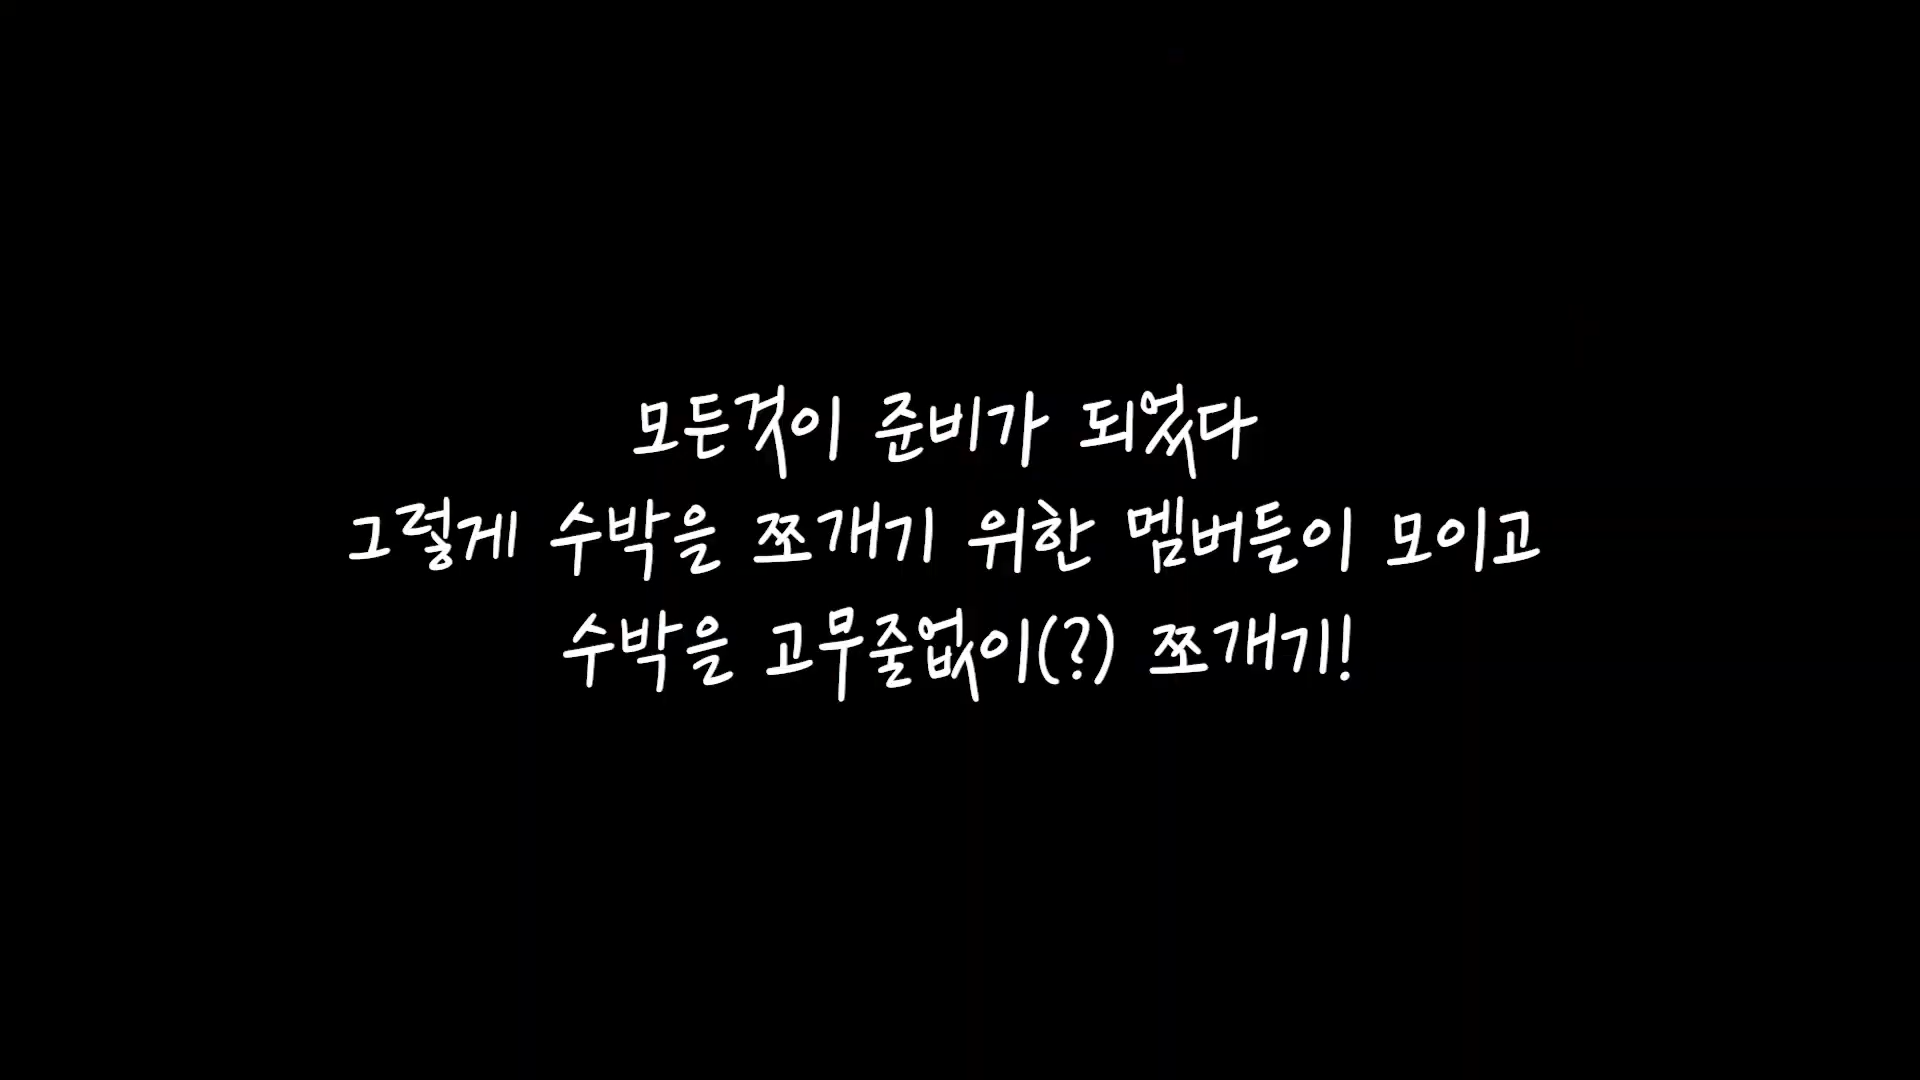 모든것이 준비가 되었다
그렇게 수박을 쪼개기 위한 멤버들이 모이고
수박을 고무줄없이(?) 쪼개기!